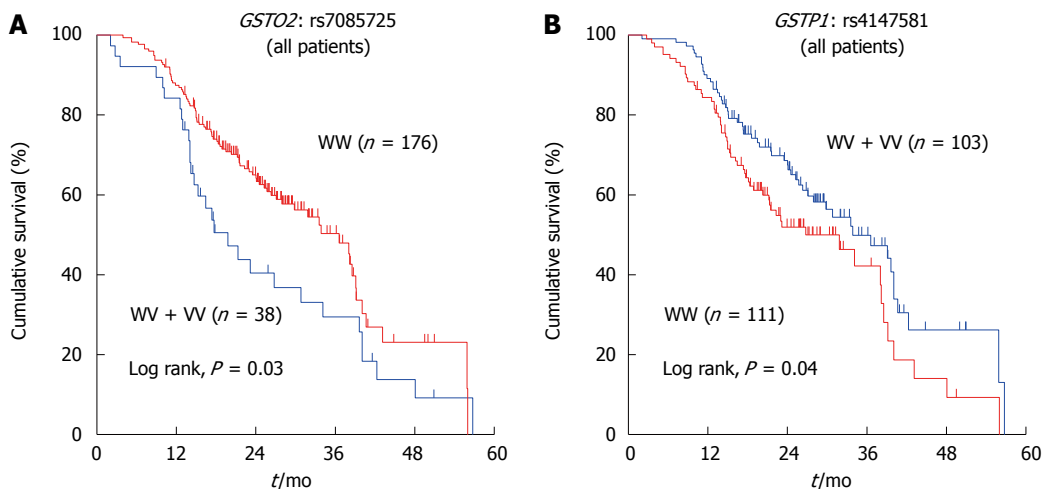 A
GSTO2: rs7085725
(all patients)
100
80
60
40
20
0
Cumulative survival (%)
WW (n = 176)
WV + VV (n = 38)
Log rank, P = 0.03
0 12 24 36 48 60
t/mo
B
GSTP1: rs4147581
(all patients)
100
80
60
40
20
0
Cumulative survival (%)
WV + VV (n = 103)
WW (n = 111)
Log rank, P = 0.04
0 12 24 36 48 60
t/mo